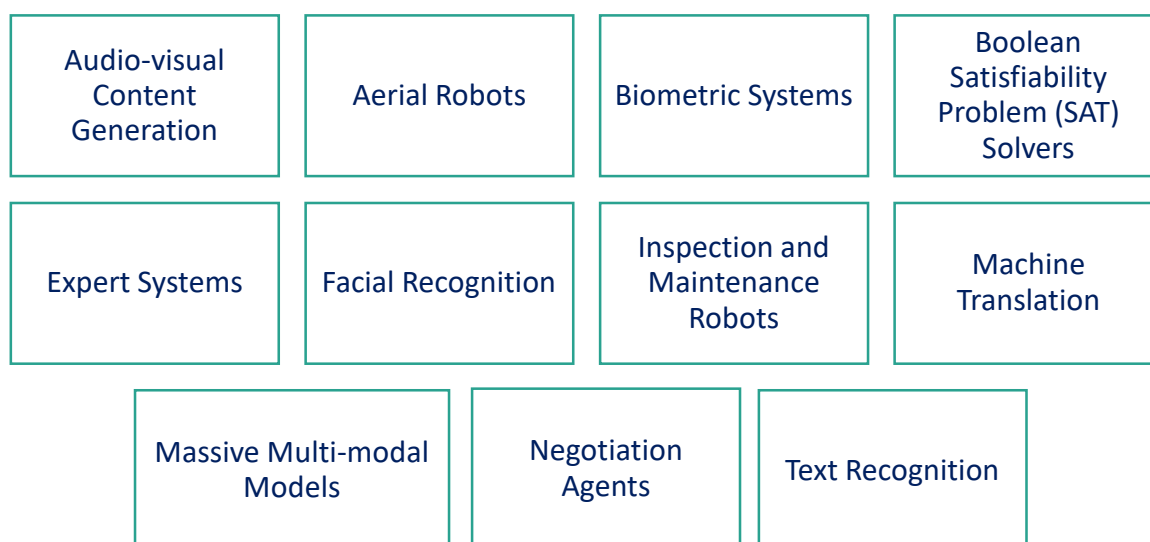 Audio-visual
Content
Generation
Aerial Robots
Biometric Systems
Boolean
Satisfiability
Problem (SAT)
Solvers
Expert Systems
Facial Recognition
Inspection and
Maintenance
Robots
Machine
Translation
Massive Multi-modal
Models
Negotiation
Agents
Text Recognition